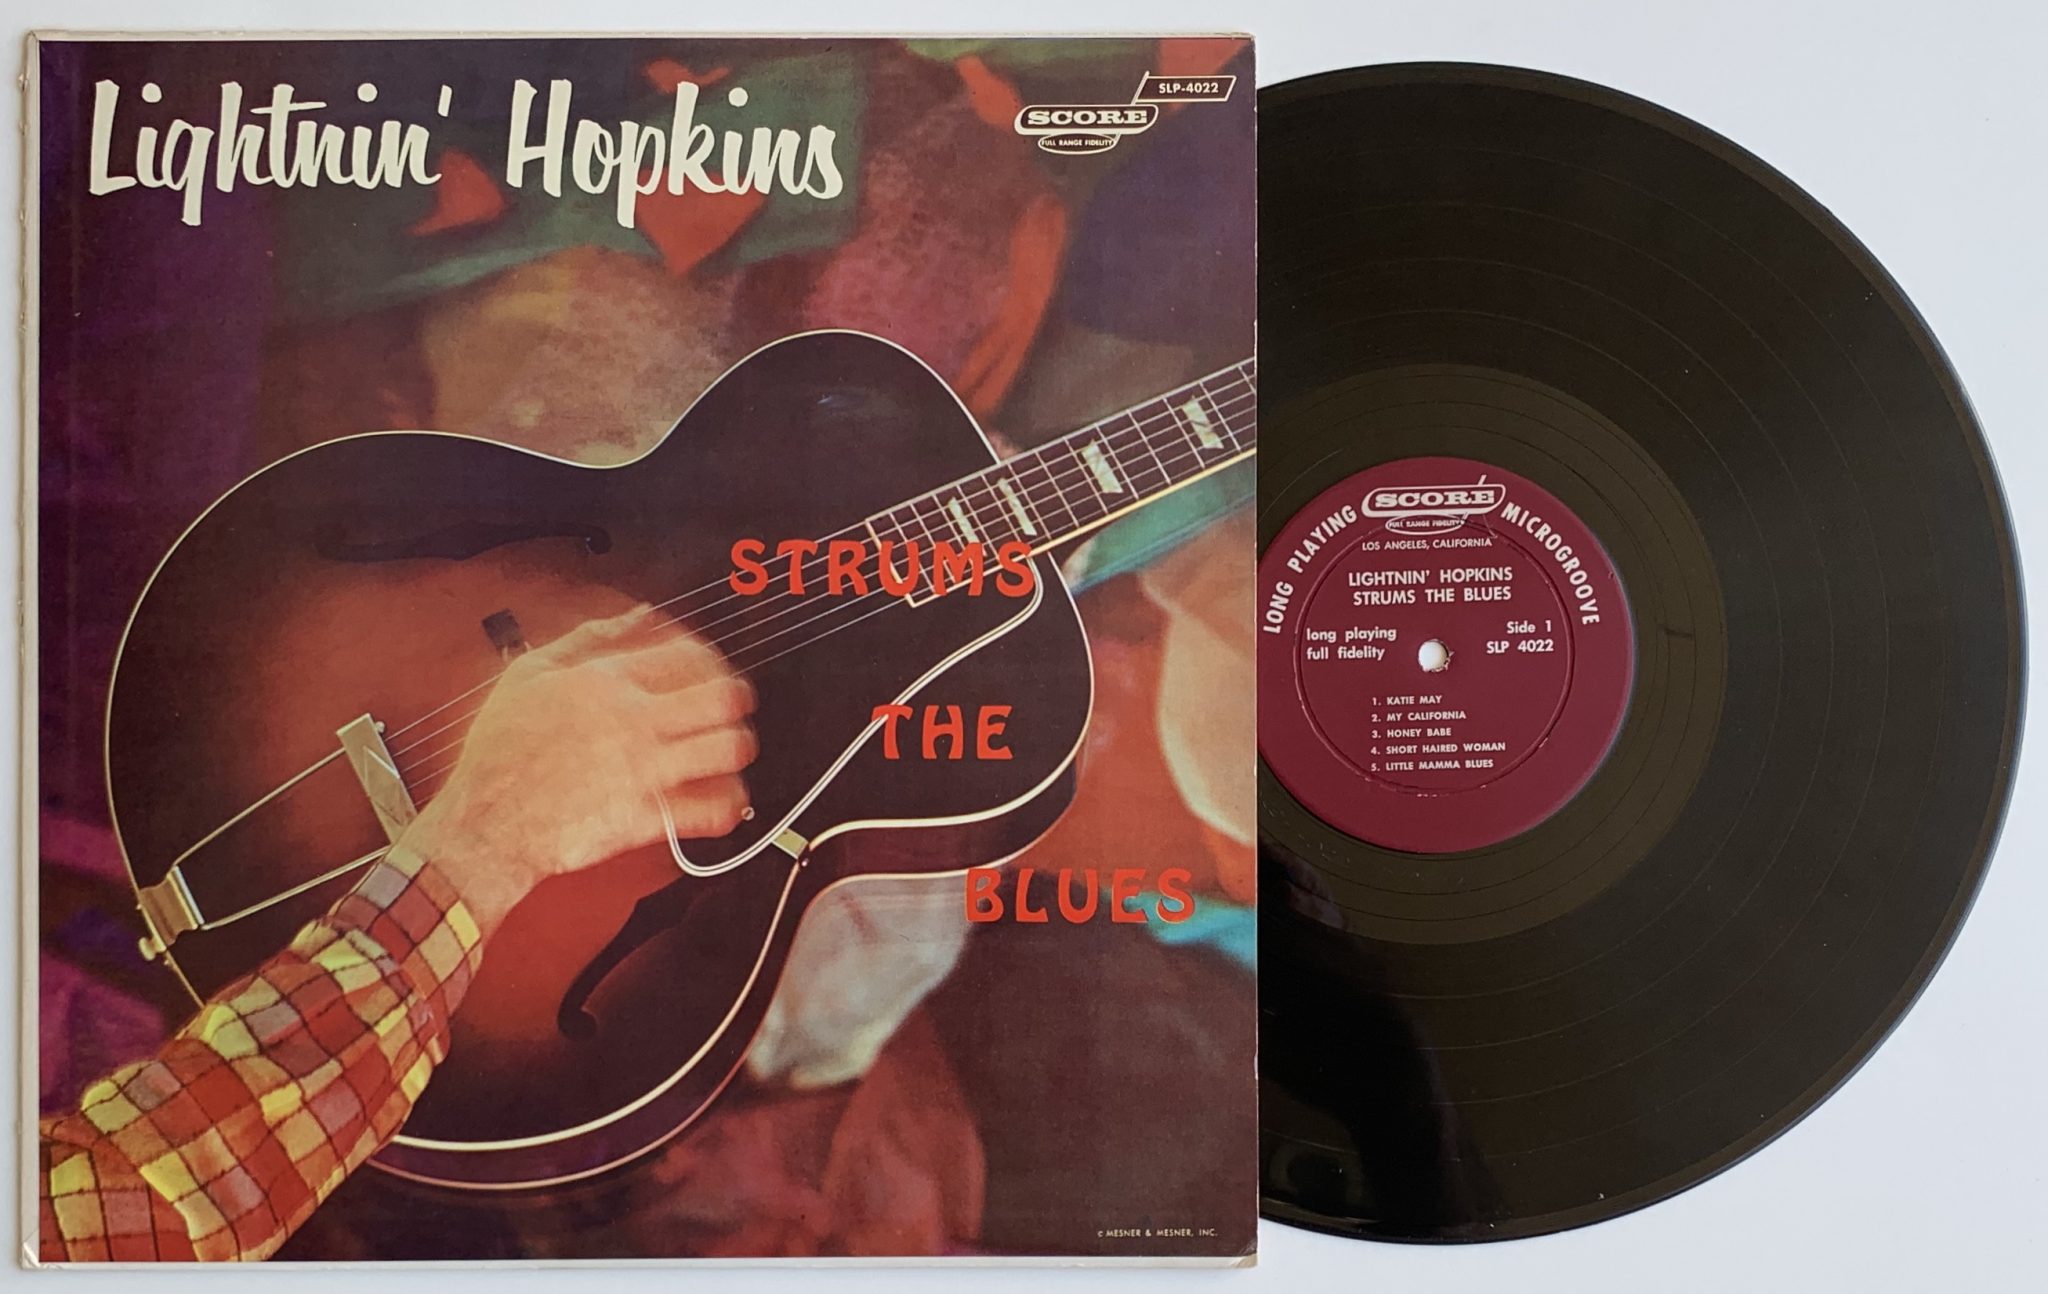 Lightnin' Hopkins
SLP-4022
SCORE
FULL RANGE FIDELITY
STRUMS
THE
BLUES
© MESNER & MESNER, INC.
LONG PLAYING MICROGROOVE
SCORE
FULL RANGE FIDELITY
LOS ANGELES, CALIFORNIA
LIGHTNIN' HOPKINS
STRUMS THE BLUES
long playing
full fidelity
Side 1
SLP 4022
1. KATIE MAY
2. MY CALIFORNIA
3. HONEY BABE
4. SHORT HAIRED WOMAN
5. LITTLE MAMMA BLUES